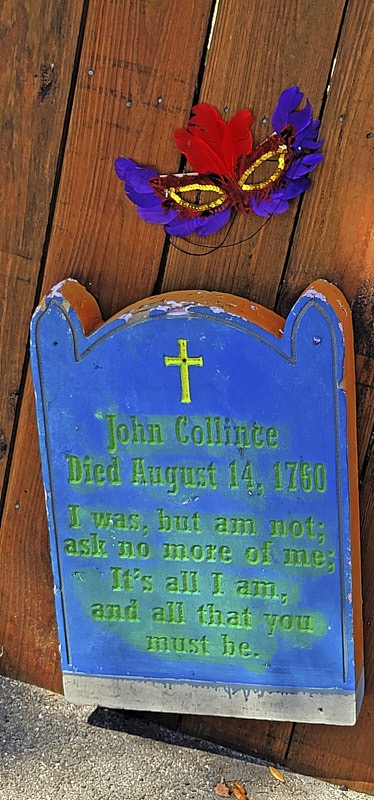 John Collince
Died August 14, 1760
I was, but am not;
ask no more of me;
It's all I am,
and all that you
must be.